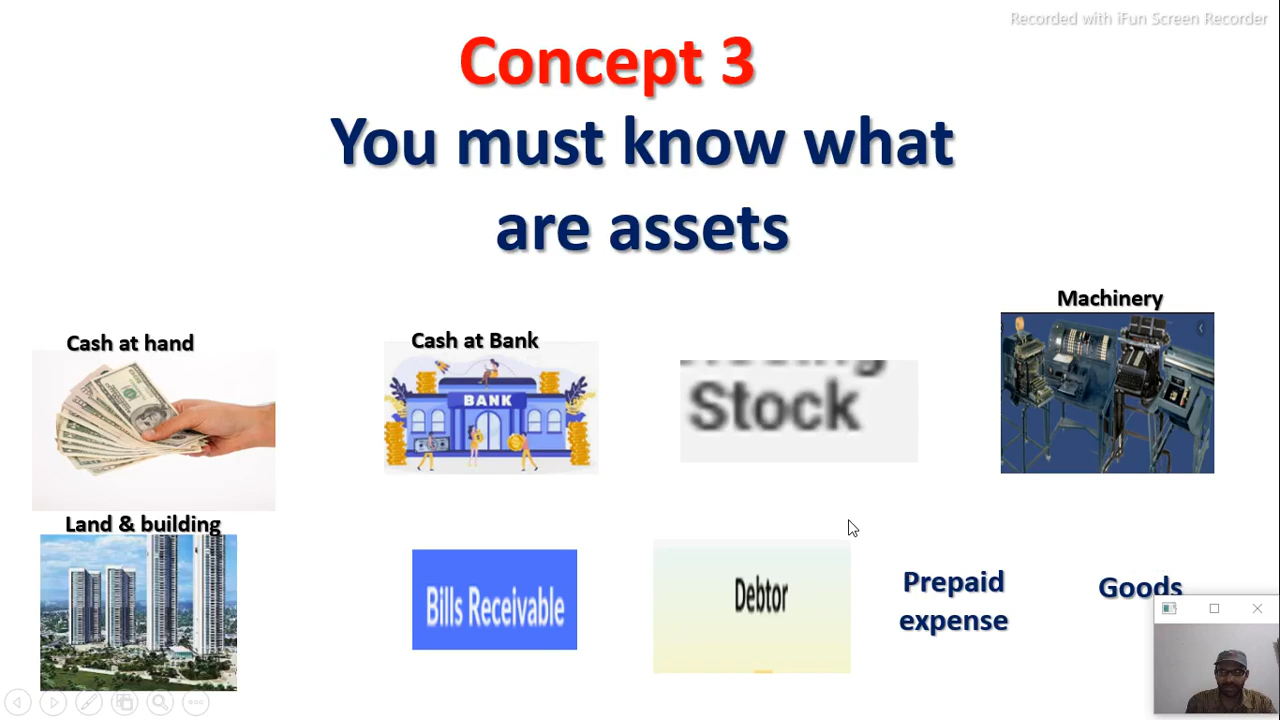 Recorded with iFun Screen Recorder
Concept 3
You must know what
are assets
Machinery
Cash at hand
Cash at Bank
BANK
Stock
Land & building
Bills Receivable
Debtor
Prepaid
expense
Goods